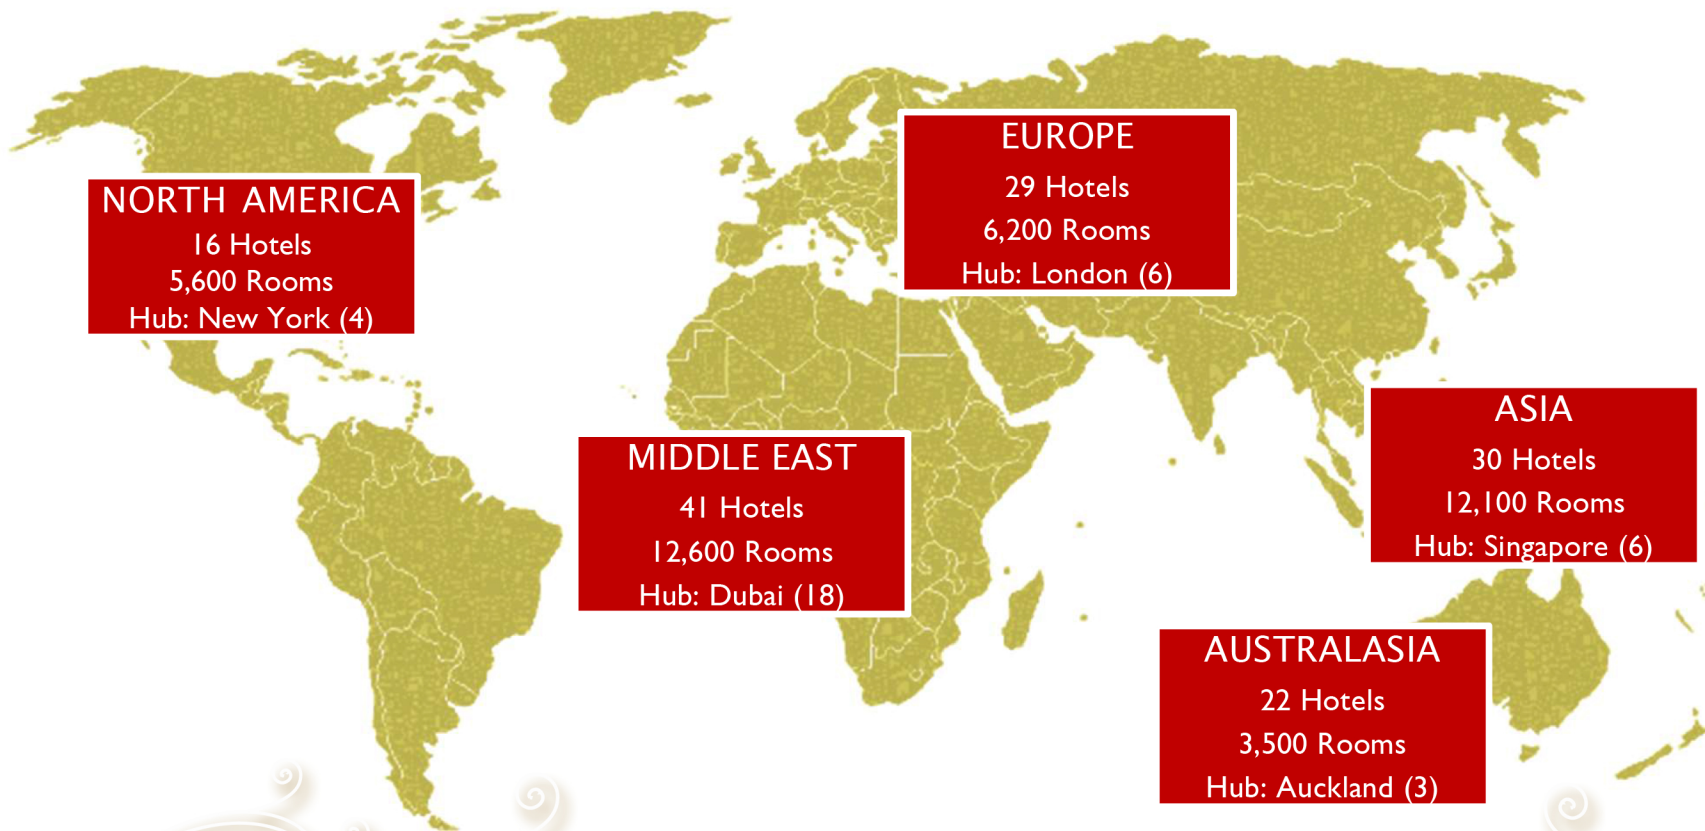 NORTH AMERICA
16 Hotels
5,600 Rooms
Hub: New York (4)
EUROPE
29 Hotels
6,200 Rooms
Hub: London (6)
MIDDLE EAST
41 Hotels
12,600 Rooms
Hub: Dubai (18)
ASIA
30 Hotels
12,100 Rooms
Hub: Singapore (6)
AUSTRALASIA
22 Hotels
3,500 Rooms
Hub: Auckland (3)